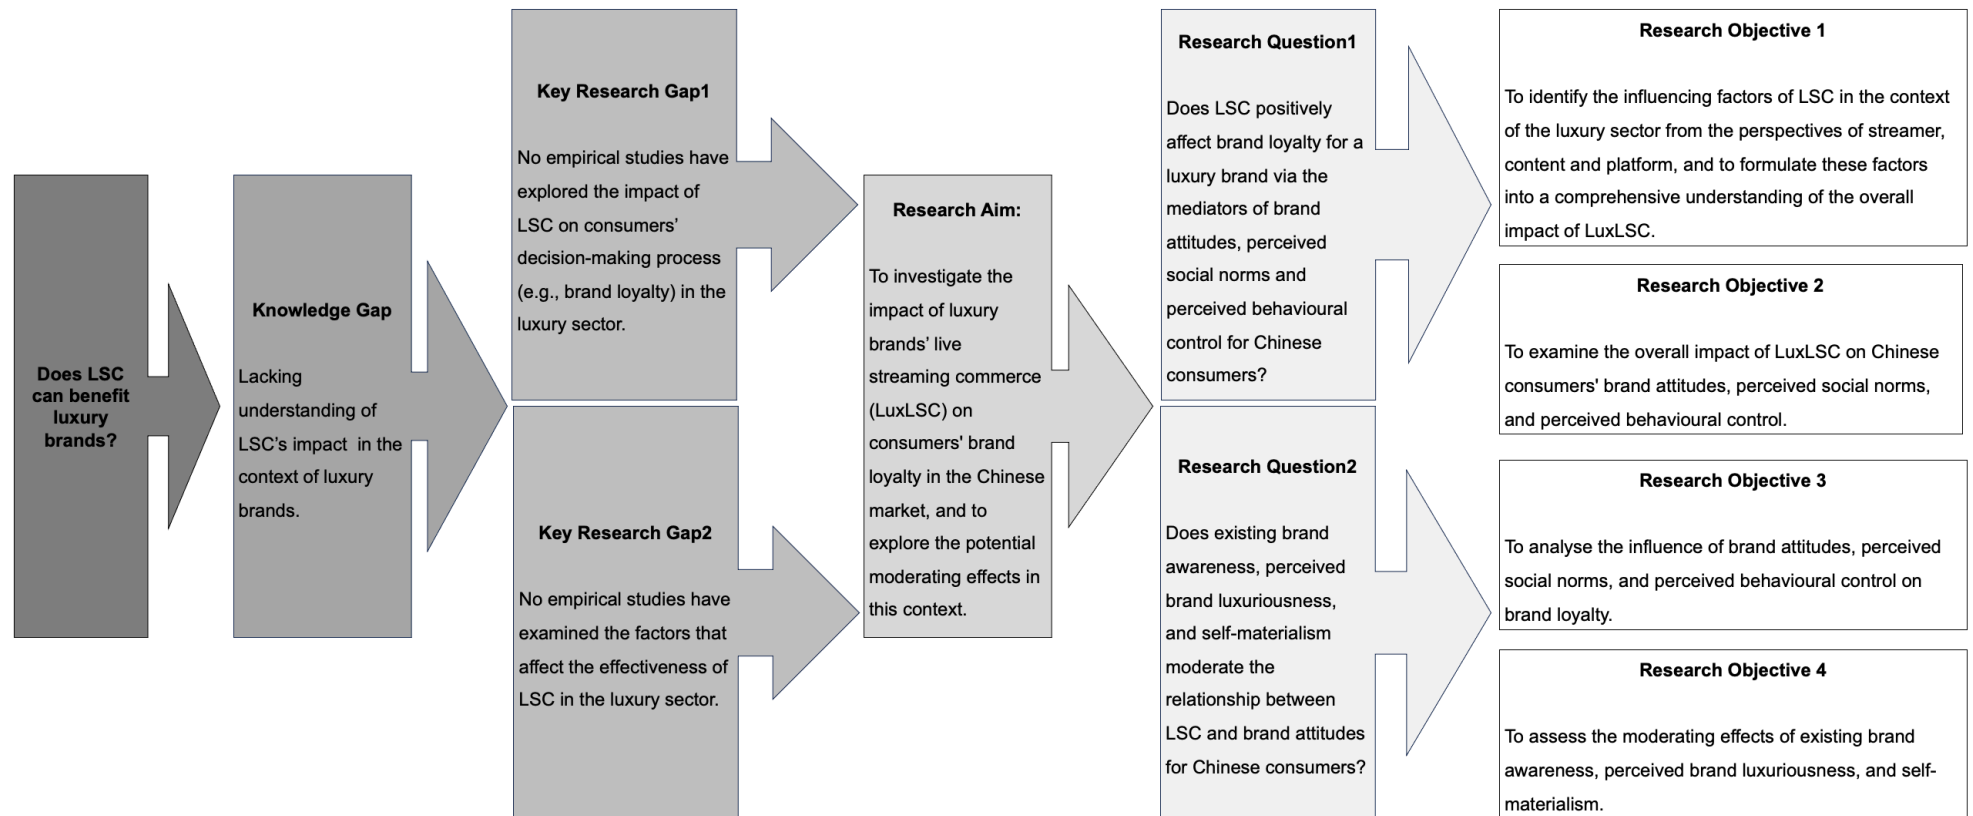 Does LSC
can benefit
luxury
brands?
Knowledge Gap
Lacking
understanding of
LSC's impact  in the
context of luxury
brands.
Key Research Gap1
No empirical studies have
explored the impact of
LSC on consumers'
decision-making process
(e.g., brand loyalty) in the
luxury sector.
Key Research Gap2
No empirical studies have
examined the factors that
affect the effectiveness of
LSC in the luxury sector.
Research Aim:
To investigate the
impact of luxury
brands' live
streaming commerce
(LuxLSC) on
consumers' brand
loyalty in the Chinese
market, and to
explore the potential
moderating effects in
this context.
Research Question1
Does LSC positively
affect brand loyalty for a
luxury brand via the
mediators of brand
attitudes, perceived
social norms and
perceived behavioural
control for Chinese
consumers?
Research Question2
Does existing brand
awareness, perceived
brand luxuriousness,
and self-materialism
moderate the
relationship between
LSC and brand attitudes
for Chinese consumers?
Research Objective 1
To identify the influencing factors of LSC in the context
of the luxury sector from the perspectives of streamer,
content and platform, and to formulate these factors
into a comprehensive understanding of the overall
impact of LuxLSC.
Research Objective 2
To examine the overall impact of LuxLSC on Chinese
consumers' brand attitudes, perceived social norms,
and perceived behavioural control.
Research Objective 3
To analyse the influence of brand attitudes, perceived
social norms, and perceived behavioural control on
brand loyalty.
Research Objective 4
To assess the moderating effects of existing brand
awareness, perceived brand luxuriousness, and self-
materialism.